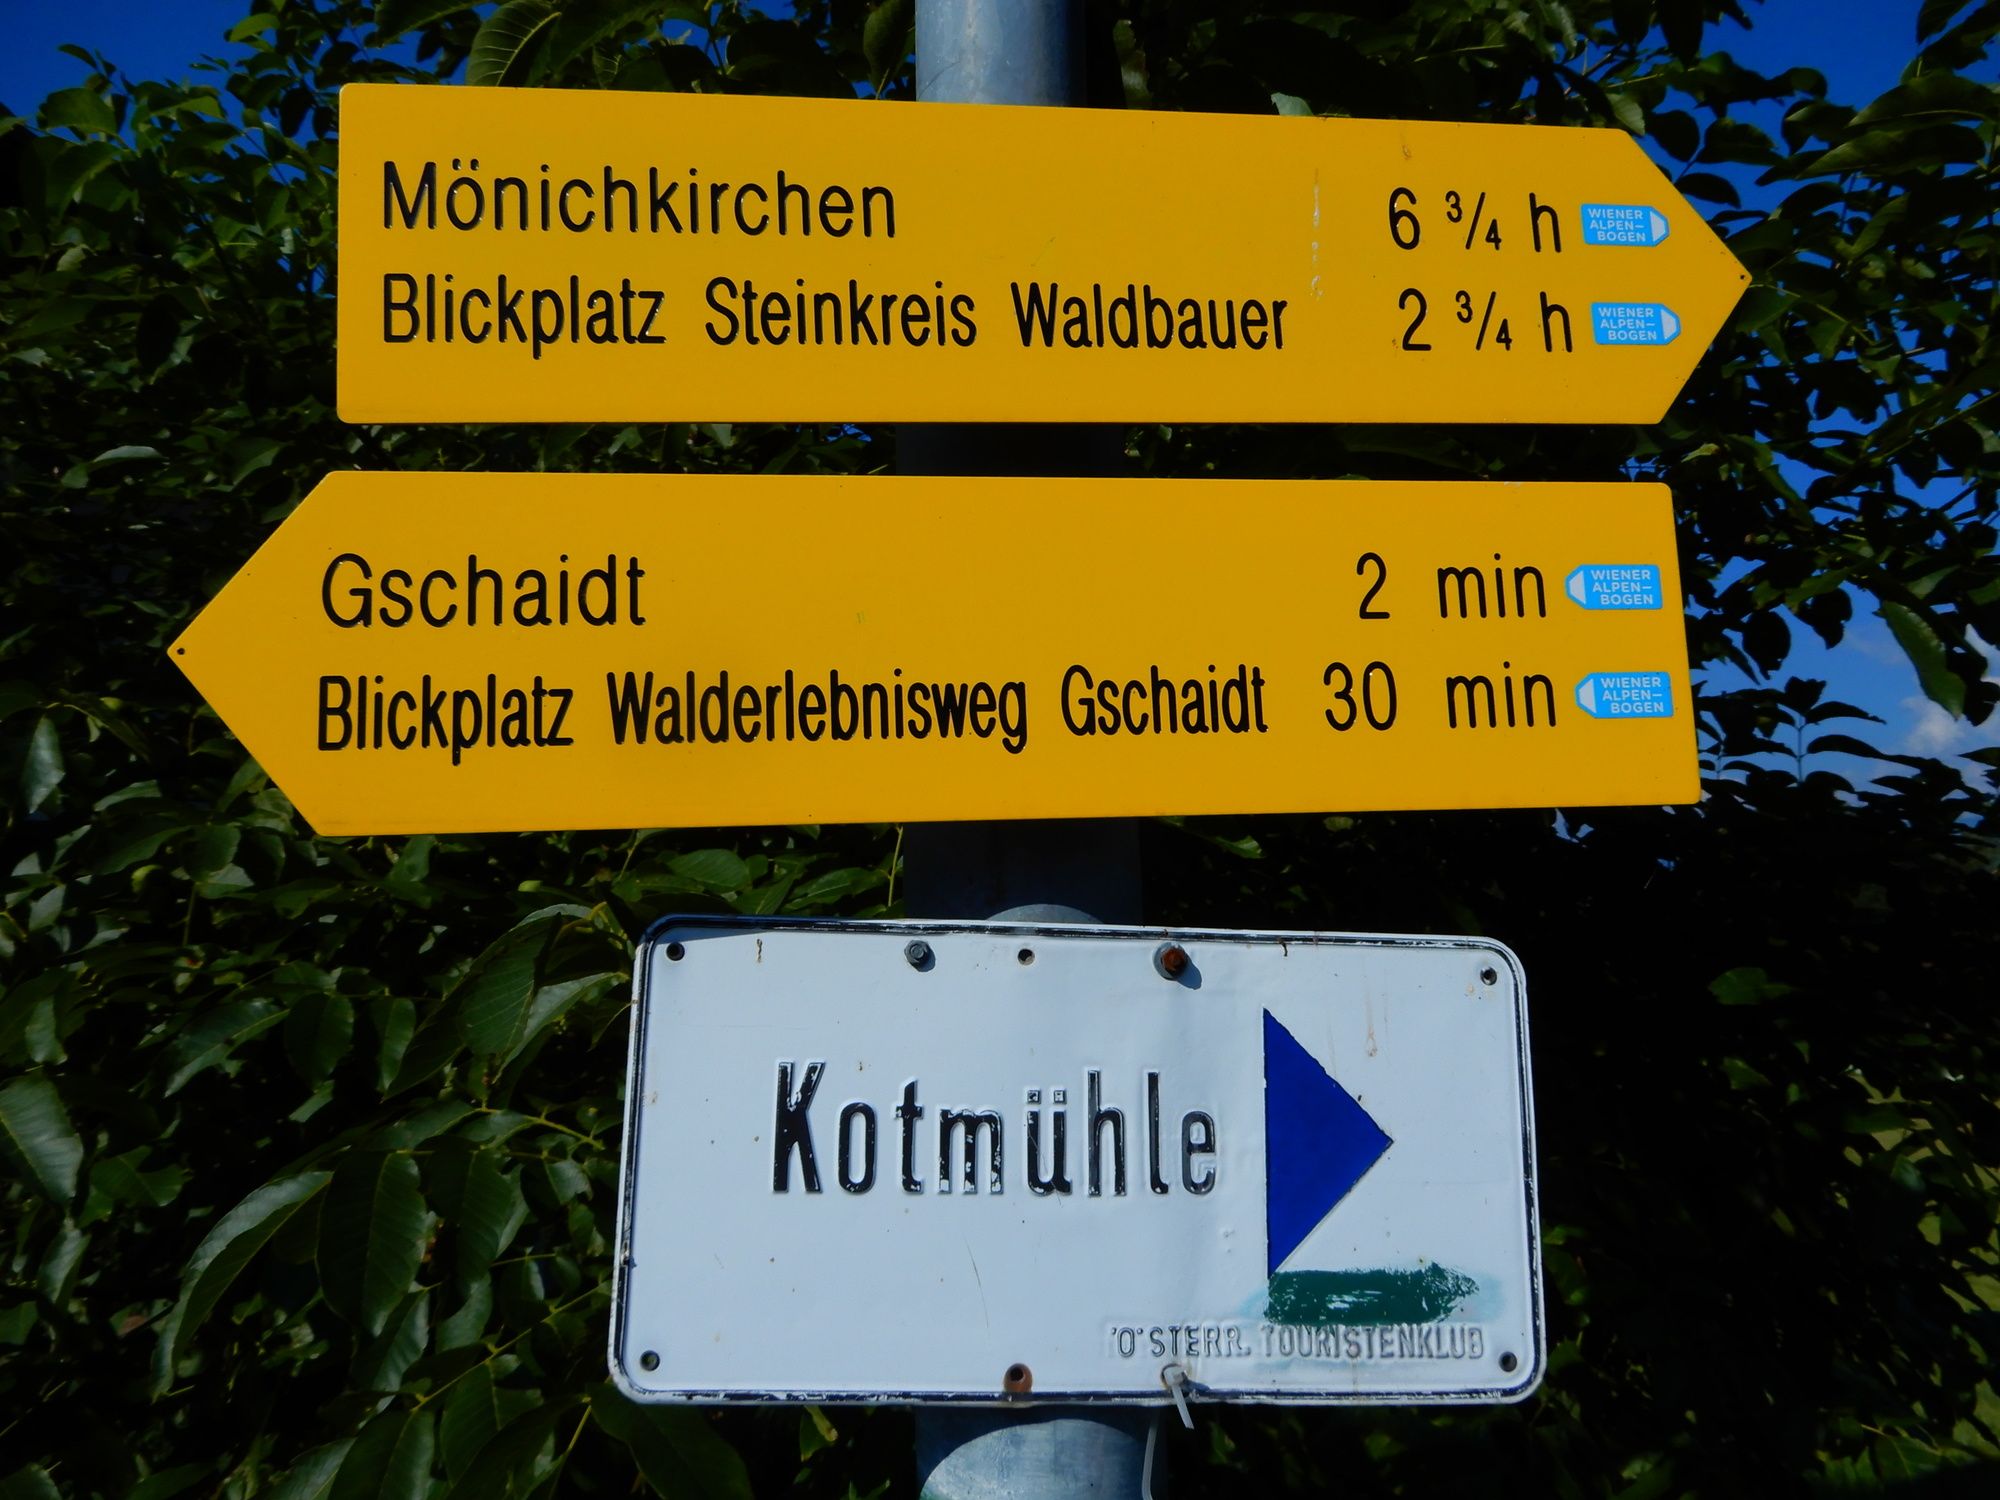 Mönichkirchen 6 ¾ h WIENER ALPEN– BOGEN
Blickplatz Steinkreis Waldbauer 2 ¾ h WIENER ALPEN– BOGEN
Gschaidt 2 min WIENER ALPEN– BOGEN
Blickplatz Walderlebnisweg Gschaidt 30 min WIENER ALPEN– BOGEN
Kotmühle
ÖSTERR. TOURISTENKLUB